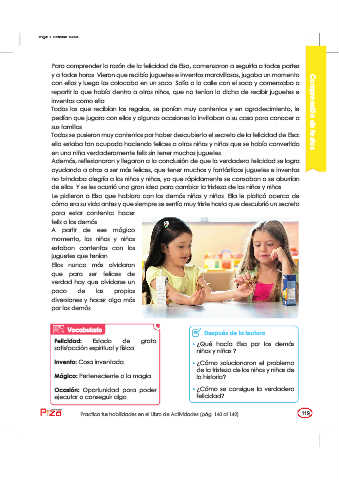 Para comprender la razón de la felicidad de Elsa, comenzaron a seguirla a todas partes
y a todas horas. Vieron que recibía juguetes e inventos maravillosos, jugaba un momento
con ellos y luego los colocaba en un saco. Salía a la calle con el saco y comenzaba a
repartir lo que había dentro a otros niños, que no tenían la dicha de recibir juguetes e
inventos como ella
Todos los que recibían los regalos, se ponían muy contentos y en agradecimiento, le
pedían que jugara con ellos y algunas ocasiones la invitaban a su casa para conocer a
sus familias
Todos se pusieron muy contentos por haber descubierto el secreto de la felicidad de Elsa:
ella estaba tan ocupada haciendo felices a otros niños y niñas que se había convertido
en una niña verdaderamente feliz sin tener muchos juguetes
Además, reflexionaron y llegaron a la conclusión de que la verdadera felicidad se logra
ayudando a otros a ser más felices, que tener muchos y fantásticos juguetes e inventos
no brindaba alegría a los niños y niñas, ya que rápidamente se cansaban o se aburrían
de ellos. Y se les ocurrió una gran idea para cambiar la tristeza de los niños y niñas
Le pidieron a Elsa que hablara con los demás niños y niñas. Ella le platicó acerca de
cómo era su vida antes y que siempre se sentía muy triste hasta que descubrió un secreto
para estar contenta: hacer
feliz a los demás
A partir de ese mágico
momento, los niños y niñas
estaban contentos con los
juguetes que tenían
Ellos nunca más olvidaron
que para ser felices de
verdad hay que olvidarse un
poco de las propias
diversiones y hacer algo más
por los demás
Vocabulario
Felicidad: Estado de grata
satisfacción espiritual y física
Invento: Cosa inventada
Mágico: Perteneciente a la magia
Ocasión: Oportunidad para poder
ejecutar o conseguir algo
Después de la lectura
• ¿Qué hacía Elsa por los demás
niños y niñas ?
• ¿Cómo solucionaron el problema
de la tristeza de los niños y niñas de
la historia?
• ¿Cómo se consigue la verdadera
felicidad?
Practica tus habilidades en el Libro de Actividades (pág. 140 al 142)
115